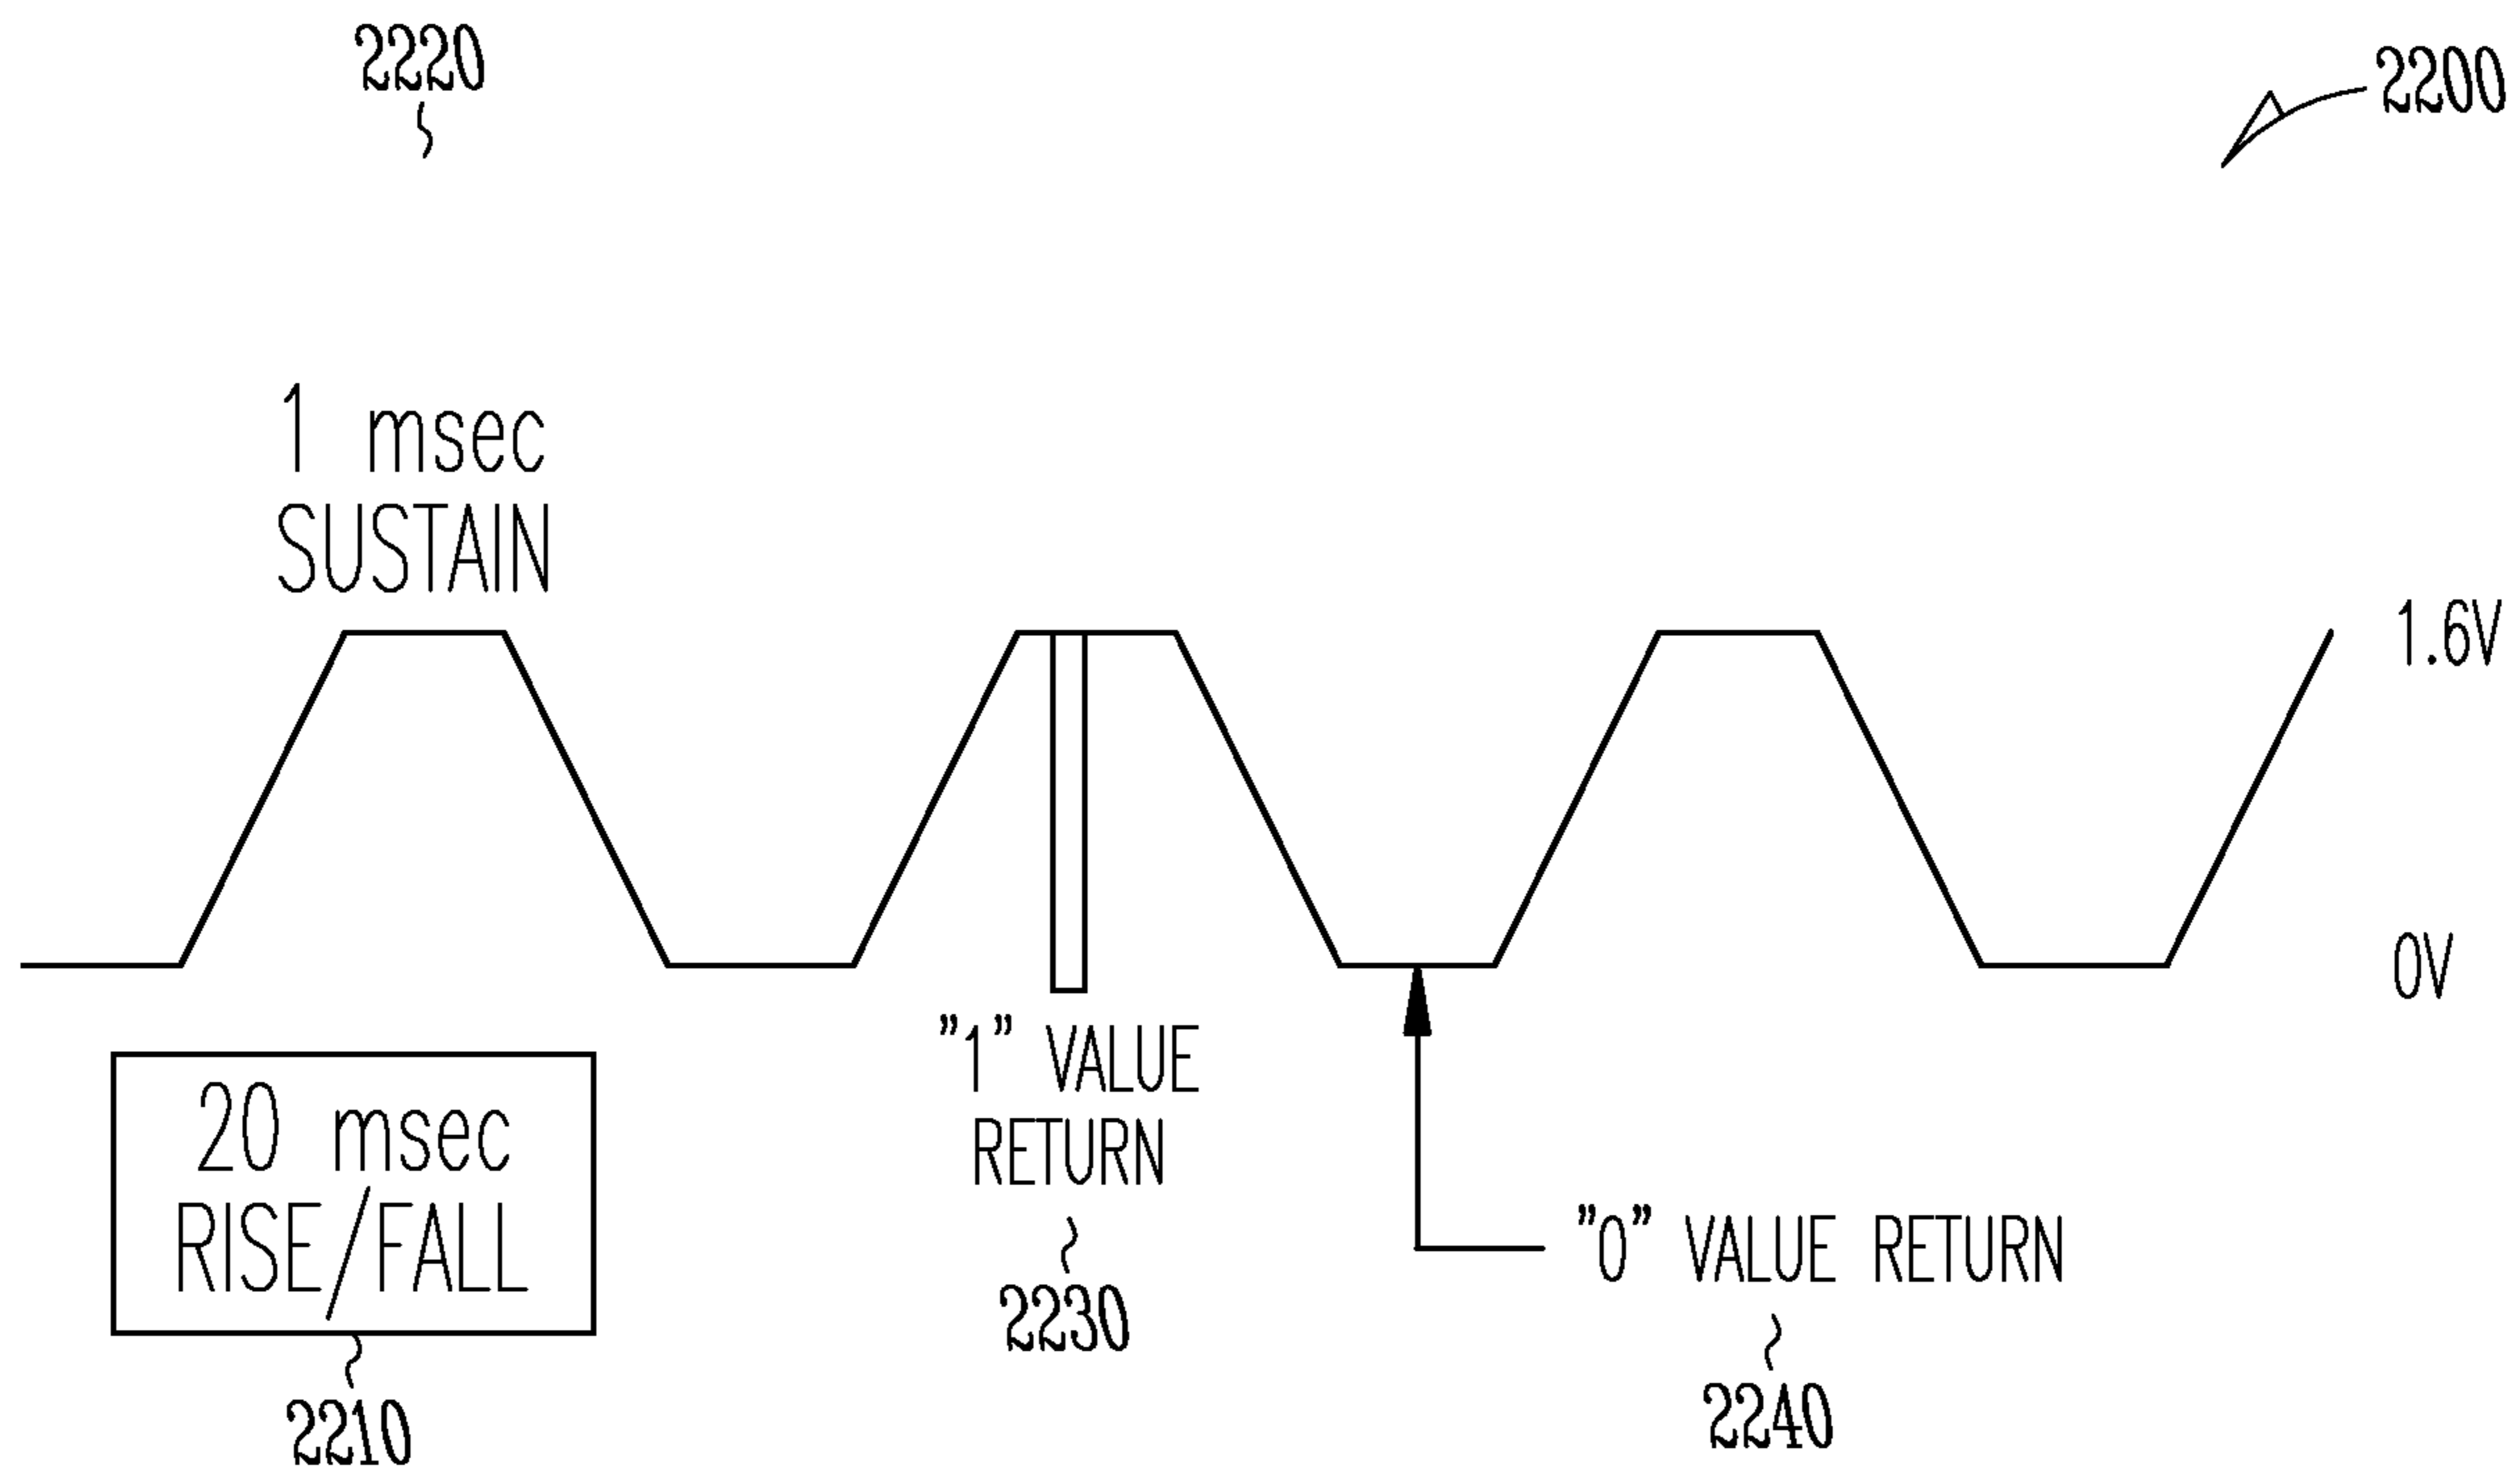 2220
2200
1 msec
SUSTAIN
1.6V
0V
"1" VALUE
RETURN
20 msec
RISE/FALL
"0" VALUE RETURN
2230
2240
2210